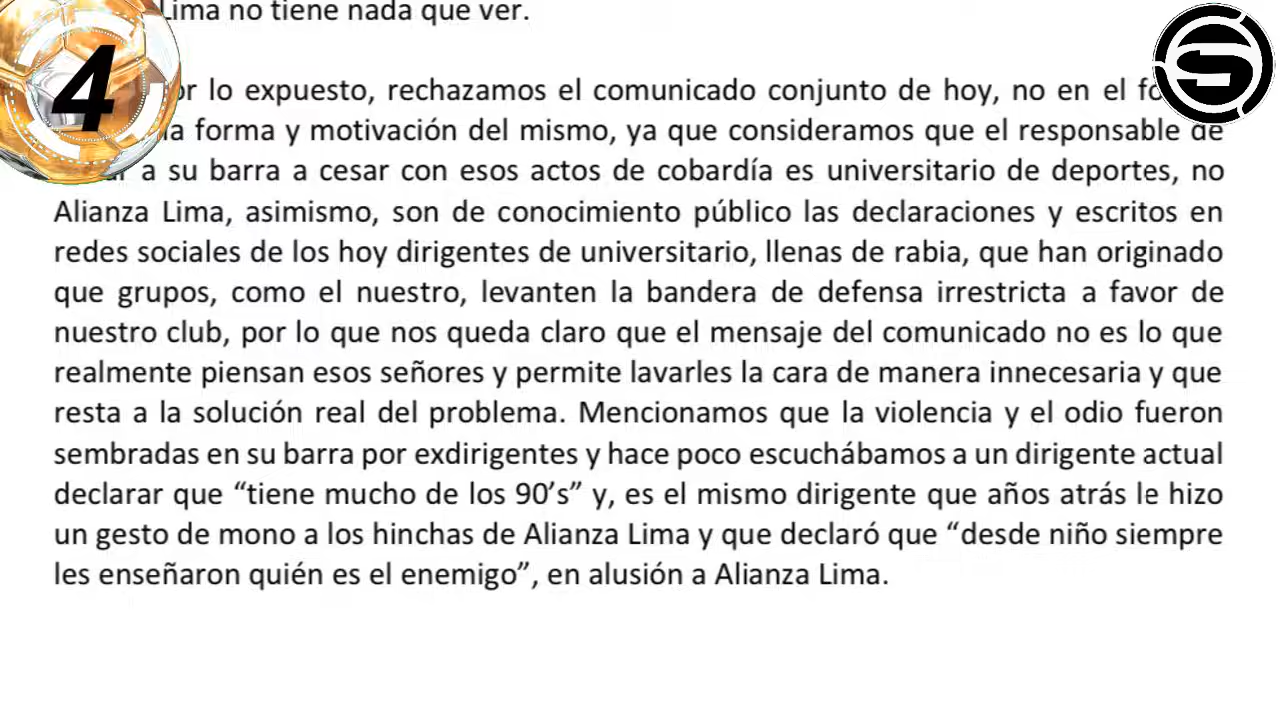 Lima no tiene nada que ver.
4
lo expuesto, rechazamos el comunicado conjunto de hoy, no en el
la forma y motivación del mismo, ya que consideramos que el responsable de
a su barra a cesar con esos actos de cobardía es universitario de deportes, no
Alianza Lima, asimismo, son de conocimiento público las declaraciones y escritos en
redes sociales de los hoy dirigentes de universitario, llenas de rabia, que han originado
que grupos, como el nuestro, levanten la bandera de defensa irrestricta a favor de
nuestro club, por lo que nos queda claro que el mensaje del comunicado no es lo que
realmente piensan esos señores y permite lavarles la cara de manera innecesaria y que
resta a la solución real del problema. Mencionamos que la violencia y el odio fueron
sembradas en su barra por exdirigentes y hace poco escuchábamos a un dirigente actual
declarar que “tiene mucho de los 90’s” y, es el mismo dirigente que años atrás le hizo
un gesto de mono a los hinchas de Alianza Lima y que declaró que “desde niño siempre
les enseñaron quién es el enemigo”, en alusión a Alianza Lima.